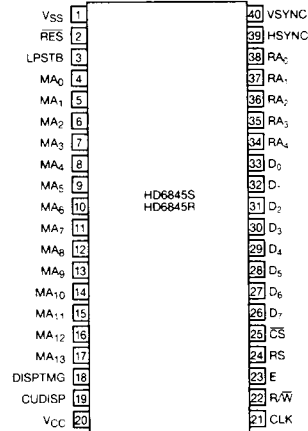 Vss 1 40 VSYNC
RES 2 39 HSYNC
LPSTB 3 38 RA0
MA0 4 37 RA1
MA1 5 36 RA2
MA2 6 35 RA3
MA3 7 34 RA4
MA4 8 33 D0
MA5 9 32 D-
MA6 10 31 D2
HD6845S
HD6845R
MA7 11 30 D3
MA8 12 29 D4
MA9 13 28 D5
MA10 14 27 D6
MA11 15 26 D7
MA12 16 25 CS
MA13 17 24 RS
DISPTMG 18 23 E
CUDISP 19 22 R/W
Vcc 20 21 CLK